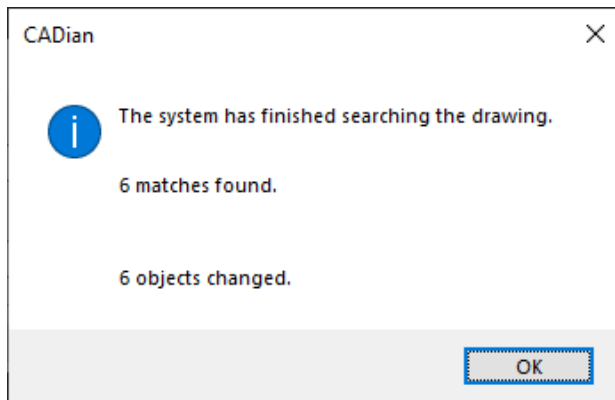 CADian
The system has finished searching the drawing.
6 matches found.
6 objects changed.
OK